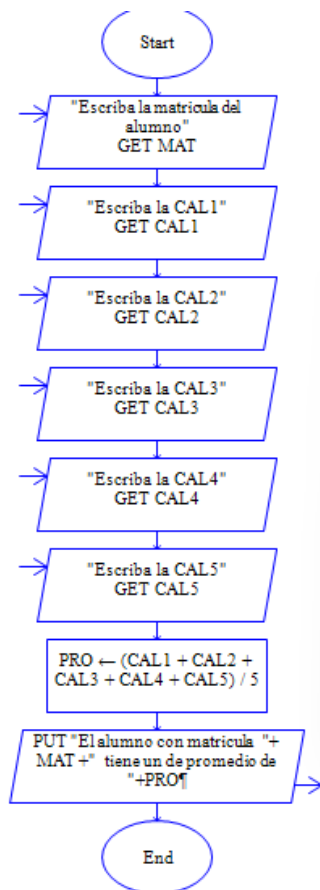 Start
"Escriba la matricula del
alumno"
GET MAT
"Escriba la CAL1"
GET CAL1
"Escriba la CAL2"
GET CAL2
"Escriba la CAL3"
GET CAL3
"Escriba la CAL4"
GET CAL4
"Escriba la CAL5"
GET CAL5
PRO ← (CAL1 + CAL2 +
CAL3 + CAL4 + CAL5) / 5
PUT "El alumno con matricula "+
MAT +" tiene un de promedio de
"+PRO¶
End